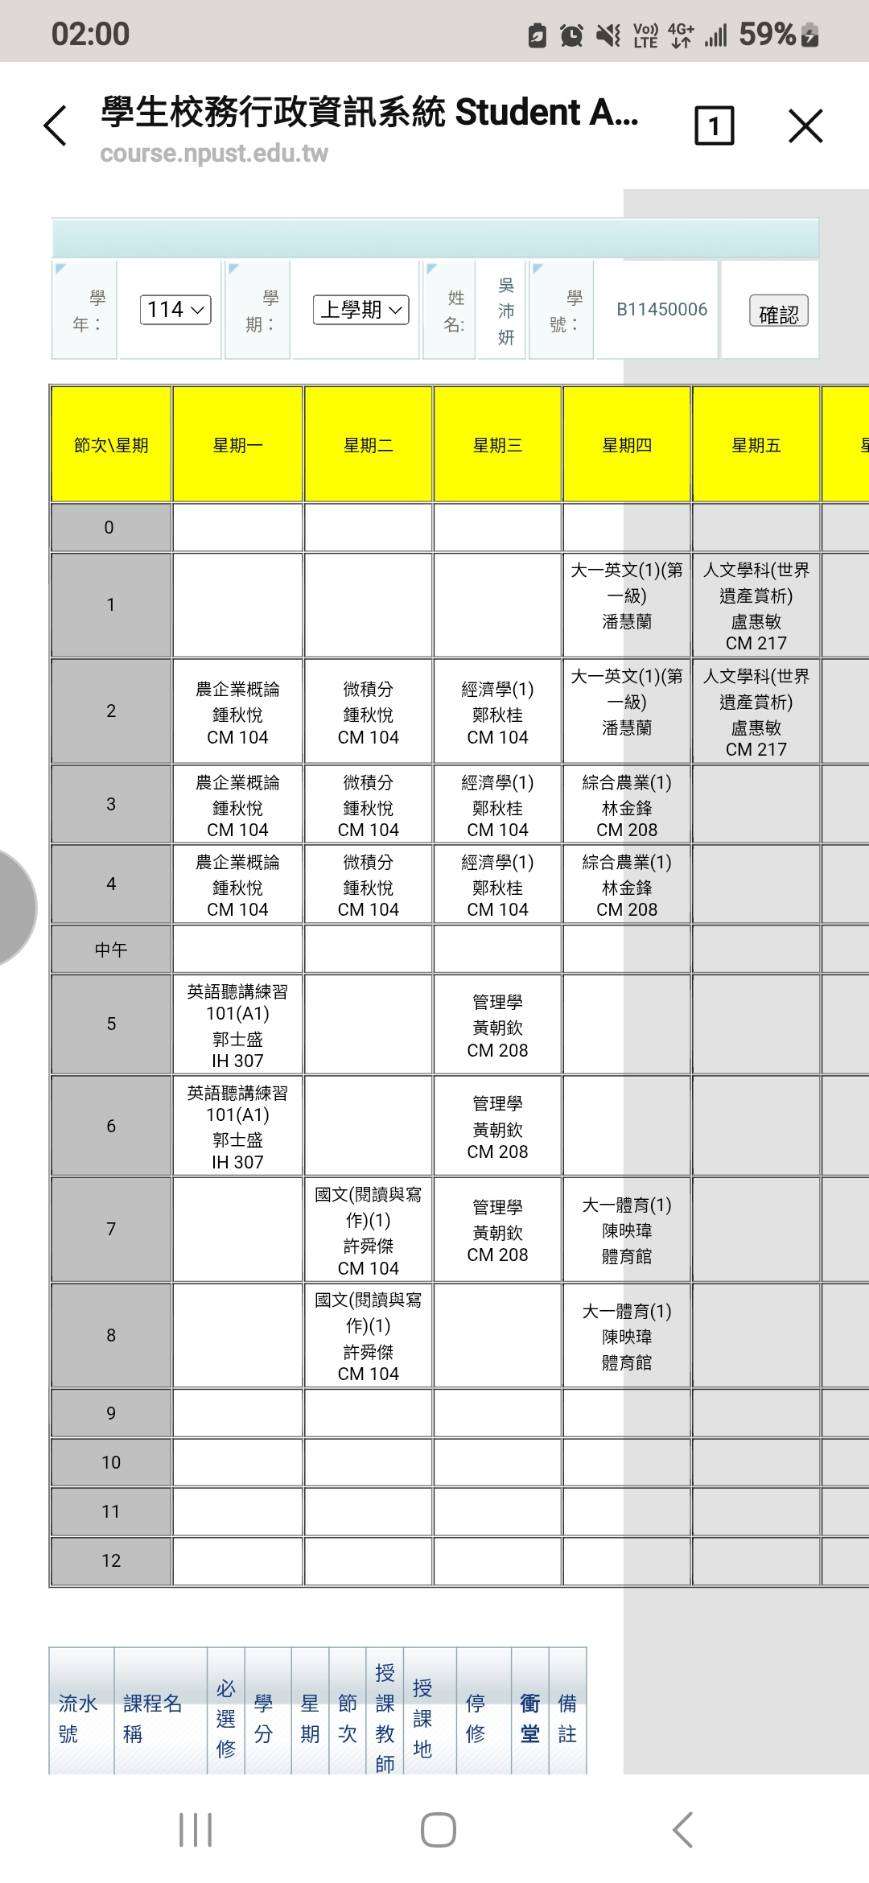 02:00
Vo)) LTE 4G+ 59%
學生校務行政資訊系統 Student A...
1
course.npust.edu.tw
學年：
114
學期：
上學期
姓名:
吳沛妍
學號：
B11450006
確認
節次\星期 星期一 星期二 星期三 星期四 星期五
0
1
大一英文(1)(第一級)
潘慧蘭
人文學科(世界遺產賞析)
盧惠敏
CM 217
2
農企業概論
鍾秋悅
CM 104
微積分
鍾秋悅
CM 104
經濟學(1)
鄭秋桂
CM 104
大一英文(1)(第一級)
潘慧蘭
人文學科(世界遺產賞析)
盧惠敏
CM 217
3
農企業概論
鍾秋悅
CM 104
微積分
鍾秋悅
CM 104
經濟學(1)
鄭秋桂
CM 104
綜合農業(1)
林金鋒
CM 208
4
農企業概論
鍾秋悅
CM 104
微積分
鍾秋悅
CM 104
經濟學(1)
鄭秋桂
CM 104
綜合農業(1)
林金鋒
CM 208
中午
5
英語聽講練習
101(A1)
郭士盛
IH 307
管理學
黃朝欽
CM 208
6
英語聽講練習
101(A1)
郭士盛
IH 307
管理學
黃朝欽
CM 208
7
國文(閱讀與寫作)(1)
許舜傑
CM 104
管理學
黃朝欽
CM 208
大一體育(1)
陳映瑋
體育館
8
國文(閱讀與寫作)(1)
許舜傑
CM 104
大一體育(1)
陳映瑋
體育館
9
10
11
12
流水號 課程名稱 必選修 學分 星期 節次 授課教師 授課地 停修 衝堂 備註